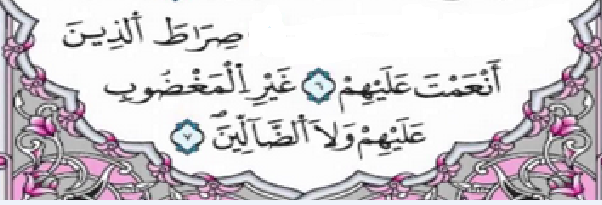 صِرَٰطَ ٱلَّذِينَ
أَنْعَمْتَ عَلَيْهِمْ ٦ غَيْرِ ٱلْمَغْضُوبِ
عَلَيْهِمْ وَلَا ٱلضَّآلِّينَ ٧